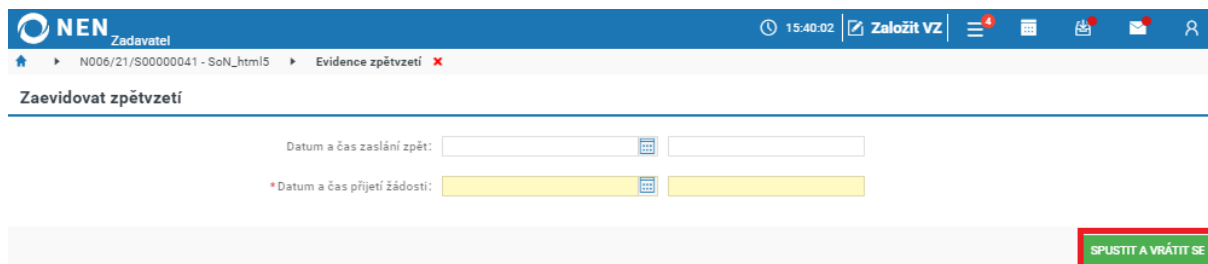 NEN Zadavatel 15:40:02 Založit VZ 4
N006/21/S00000041 - SoN_html5 Evidence zpětvzetí
Zaevidovat zpětvzetí
Datum a čas zaslání zpět:
*Datum a čas přijetí žádosti:
SPUSTIT A VRÁTIT SE